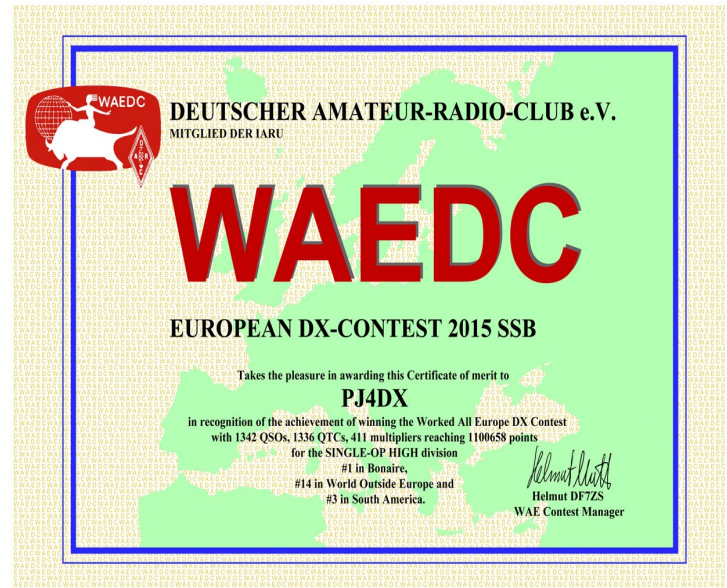 WAEDC
DARC
DEUTSCHER AMATEUR-RADIO-CLUB e.V.
MITGLIED DER IARU
WAEDC
EUROPEAN DX-CONTEST 2015 SSB
Takes the pleasure in awarding this Certificate of merit to
PJ4DX
in recognition of the achievement of winning the Worked All Europe DX Contest
with 1342 QSOs, 1336 QTCs, 411 multipliers reaching 1100658 points
for the SINGLE-OP HIGH division
#1 in Bonaire,
#14 in World Outside Europe and
#3 in South America.
Helmut DF7ZS
WAE Contest Manager